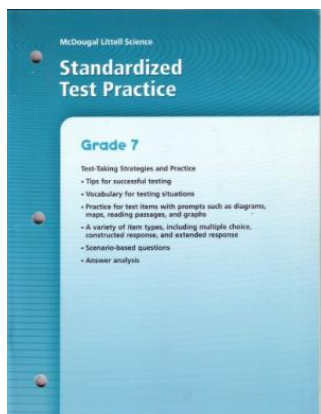 McDougal Littell Science
Standardized
Test Practice
Grade 7
Test-Taking Strategies and Practice
• Tips for successful testing
• Vocabulary for testing situations
• Practice for test items with prompts such as diagrams,
maps, reading passages, and graphs
• A variety of item types, including multiple choice,
constructed response, and extended response
• Scenario-based questions
• Answer analysis